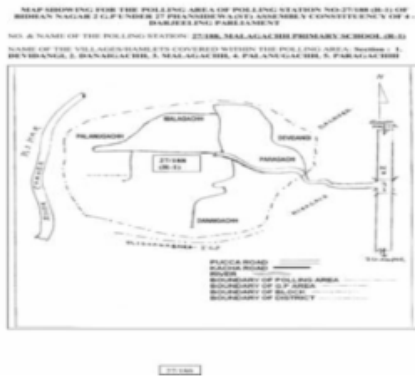 MAP SHOWING FOR THE POLLING AREA OF POLLING STATION NO-27/188 (R-1) OF
BIDHAN NAGAR 2 G.P UNDER 27 PHANSIDEWA (ST) ASSEMBLY CONSTITUENCY OF 4
DARJEELING PARLIAMENT
NO. & NAME OF THE POLLING STATION: 27/188, MALAGACHH PRIMARY SCHOOL (R-1)
NAME OF THE VILLAGES/HAMLETS COVERED WITHIN THE POLLING AREA: Section : 1.
DEVIDANGI, 2. DANAIGACHH, 3. MALAGACHH, 4. PALANUGACHH, 5. PARAGACHH
N
MALAGACHH
PALANUGACHH
DEVIDANGI
27/188
(R-1)
PARAGACHH
DANAIGACHH
RIVER
PUCCA ROAD
KACHA ROAD
RIVER
BOUNDARY OF POLLING AREA
BOUNDARY OF G.P AREA
BOUNDARY OF BLOCK
BOUNDARY OF DISTRICT
27/188